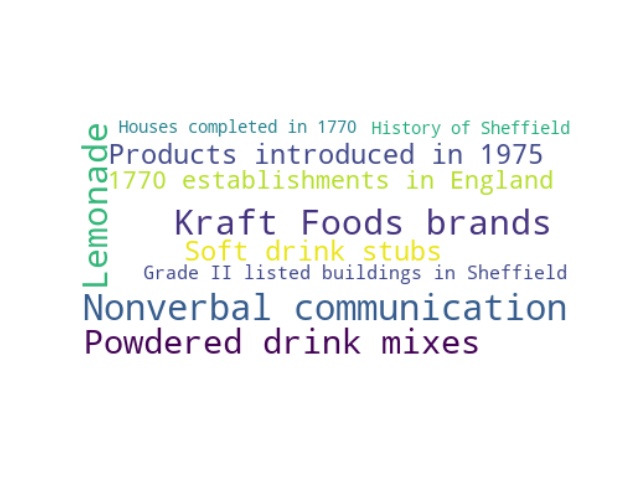 Lemonade
Houses completed in 1770
History of Sheffield
Products introduced in 1975
1770 establishments in England
Kraft Foods brands
Soft drink stubs
Grade II listed buildings in Sheffield
Nonverbal communication
Powdered drink mixes